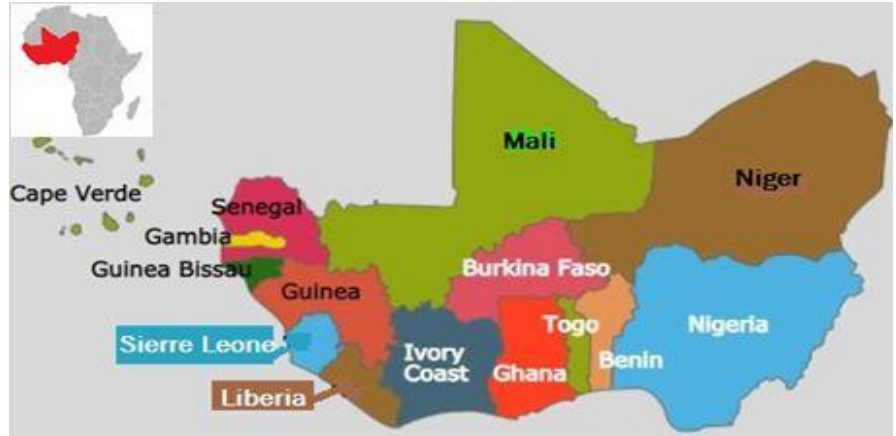 Mali
Niger
Cape Verde
Senegal
Gambia
Guinea Bissau
Burkina Faso
Guinea
Togo
Nigeria
Sierre Leone
Ivory
Coast
Ghana
Benin
Liberia